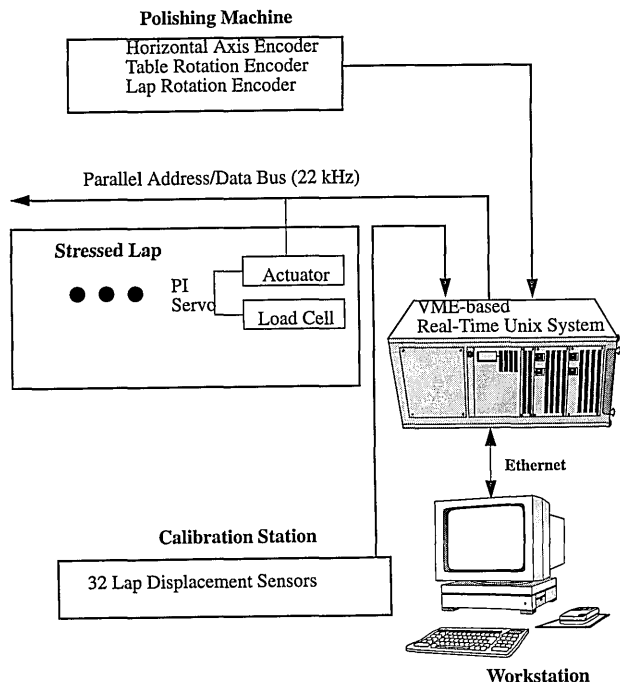 Polishing Machine
Horizontal Axis Encoder
Table Rotation Encoder
Lap Rotation Encoder
Parallel Address/Data Bus (22 kHz)
Stressed Lap
PI
Servo
Actuator
Load Cell
VME-based
Real-Time Unix System
Ethernet
Calibration Station
32 Lap Displacement Sensors
Workstation